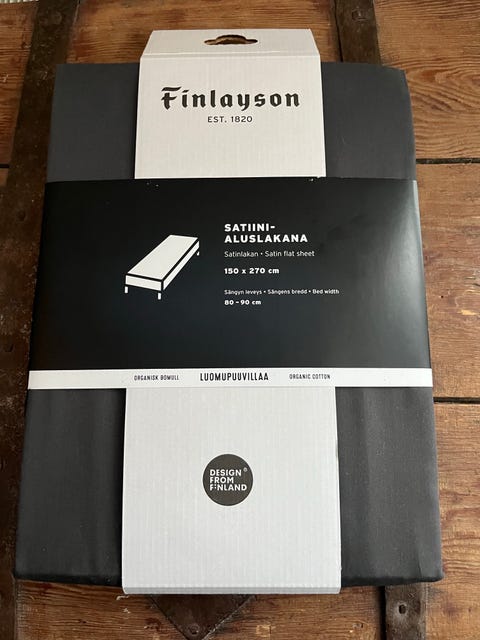 Finlayson
EST. 1820
SATIINI-
ALUSLAKANA
Satinlakan • Satin flat sheet
150 x 270 cm
Sängyn leveys • Sängens bredd • Bed width
80–90 cm
ORGANISK BOMULL LUOMUPUUVILLAA ORGANIC COTTON
DESIGN®
FROM
FINLAND